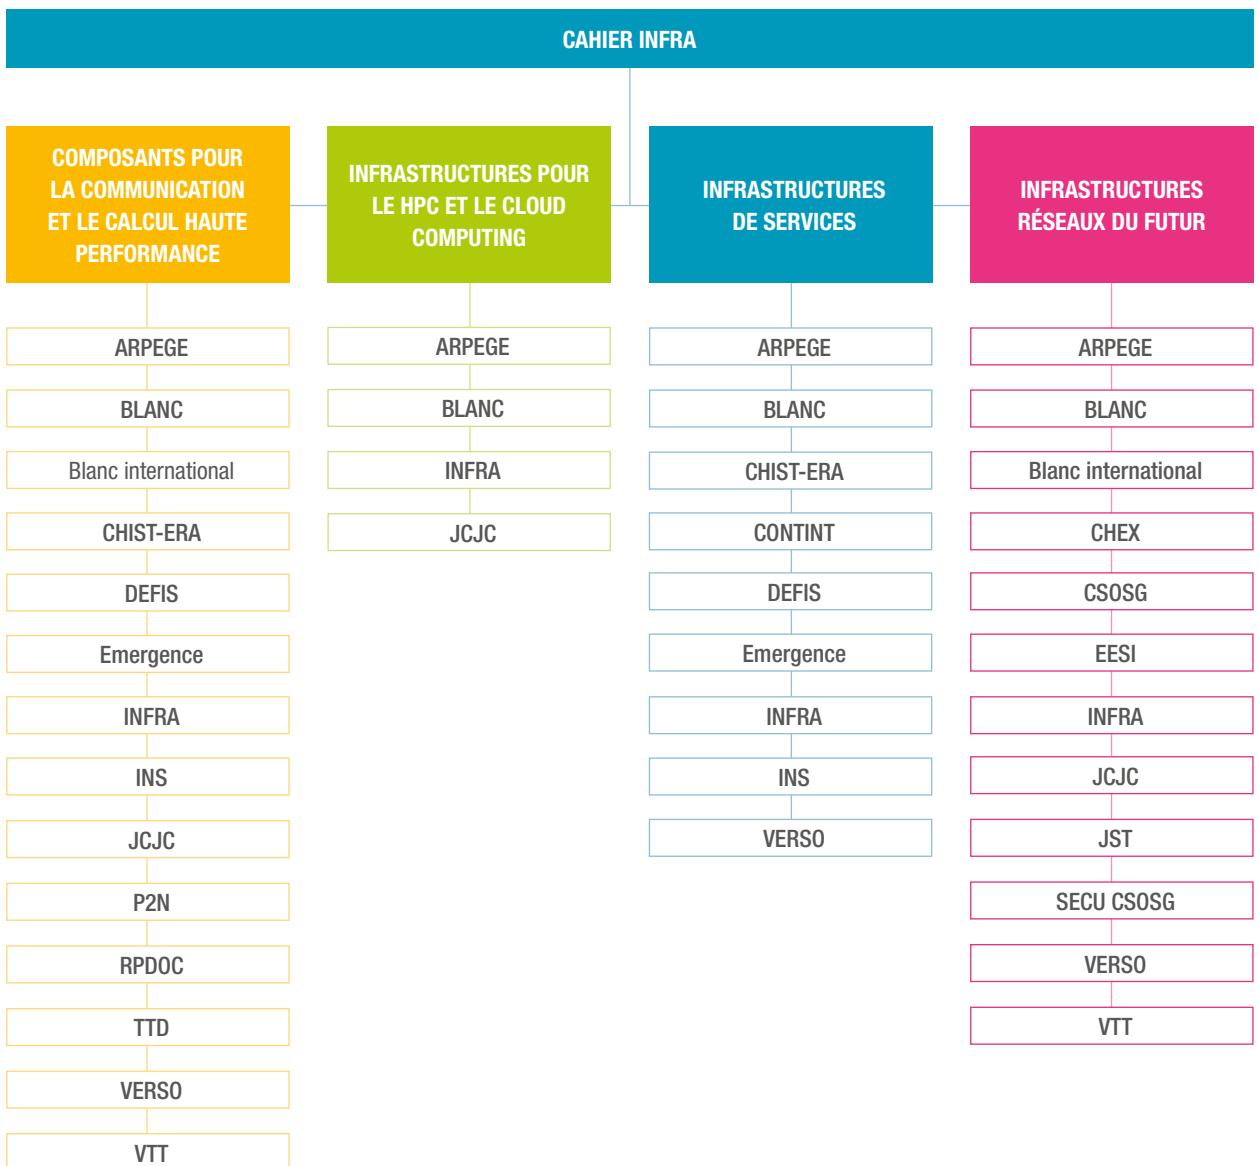 CAHIER INFRA
COMPOSANTS POUR
LA COMMUNICATION
ET LE CALCUL HAUTE
PERFORMANCE
ARPEGE
BLANC
Blanc international
CHIST-ERA
DEFIS
Emergence
INFRA
INS
JCJC
P2N
RPDOC
TTD
VERSO
VTT
INFRASTRUCTURES POUR
LE HPC ET LE CLOUD
COMPUTING
ARPEGE
BLANC
INFRA
JCJC
INFRASTRUCTURES
DE SERVICES
ARPEGE
BLANC
CHIST-ERA
CONTINT
DEFIS
Emergence
INFRA
INS
VERSO
INFRASTRUCTURES
RÉSEAUX DU FUTUR
ARPEGE
BLANC
Blanc international
CHEX
CSOSG
EESI
INFRA
JCJC
JST
SECU CSOSG
VERSO
VTT